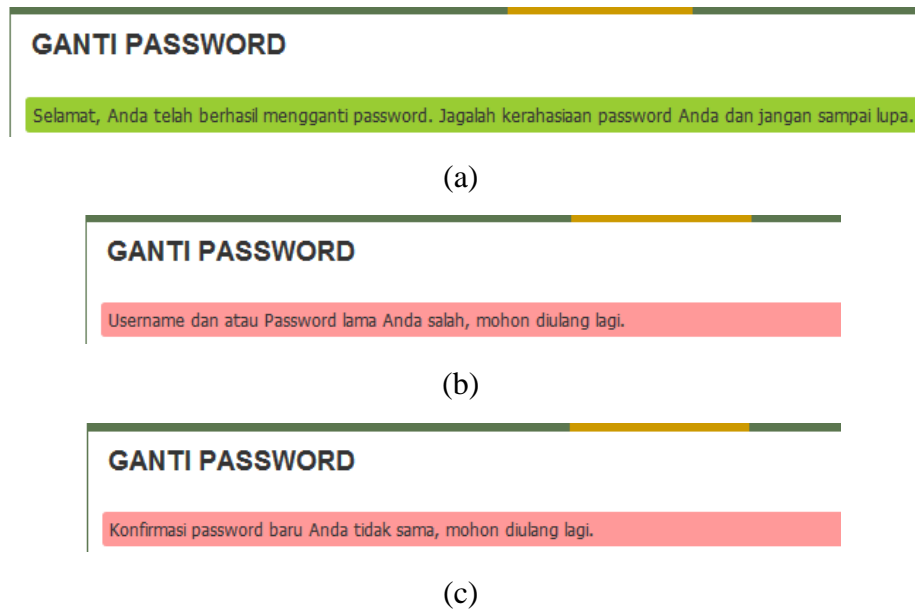 GANTI PASSWORD
Selamat, Anda telah berhasil mengganti password. Jagalah kerahasiaan password Anda dan jangan sampai lupa.
(a)
GANTI PASSWORD
Username dan atau Password lama Anda salah, mohon diulang lagi.
(b)
GANTI PASSWORD
Konfirmasi password baru Anda tidak sama, mohon diulang lagi.
(c)